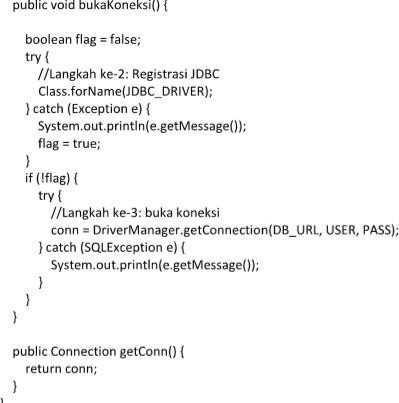 public void bukaKoneksi() {
boolean flag = false;
try {
//Langkah ke-2: Registrasi JDBC
Class.forName(JDBC_DRIVER);
} catch (Exception e) {
System.out.println(e.getMessage());
flag = true;
}
if (!flag) {
try {
//Langkah ke-3: buka koneksi
conn = DriverManager.getConnection(DB_URL, USER, PASS);
} catch (SQLException e) {
System.out.println(e.getMessage());
}
}
}
public Connection getConn() {
return conn;
}
}